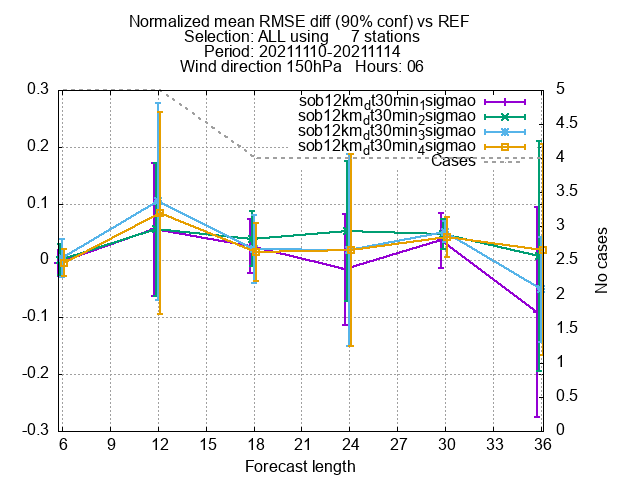 Normalized mean RMSE diff (90% conf) vs REF
Selection: ALL using 7 stations
Period: 20211110-20211114
Wind direction 150hPa Hours: 06
sob12km_dt30min_1sigmao
sob12km_dt30min_2sigmao
sob12km_dt30min_3sigmao
sob12km_dt30min_4sigmao
Cases
0.3
0.2
0.1
0
-0.1
-0.2
-0.3
5
4.5
4
3.5
3
2.5
2
1.5
1
0.5
0
No cases
6 9 12 15 18 21 24 27 30 33 36
Forecast length